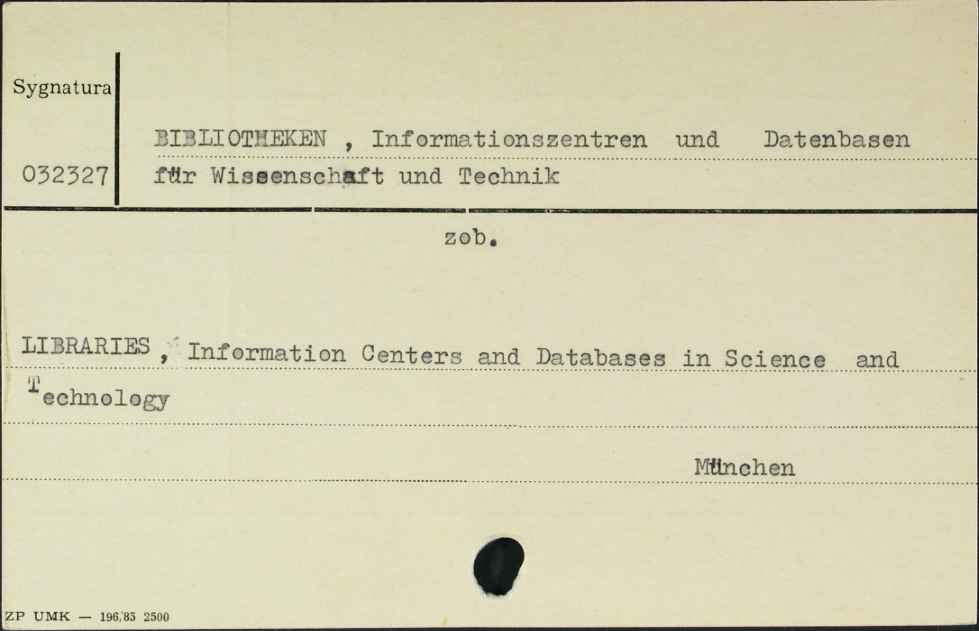 Sygnatura
BIBLIOTHEKEN , Informationszentren und Datenbasen
032327 für Wissenschaft und Technik
zob.
LIBRARIES , Information Centers and Databases in Science and
Technology
München
ZP UMK — 196/85 2500